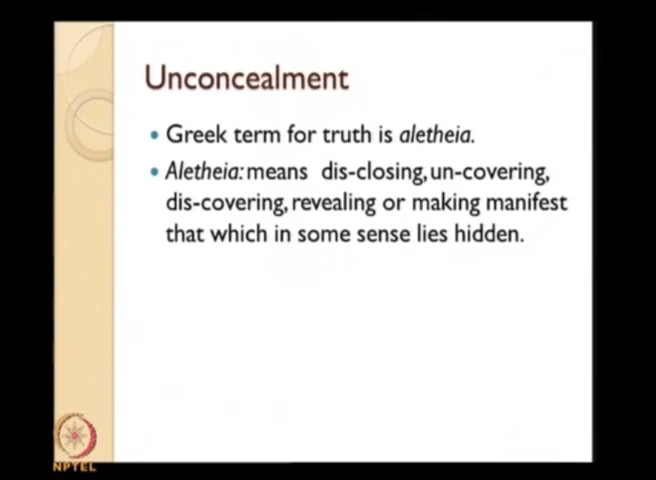 Unconcealment
• Greek term for truth is aletheia.
• Aletheia: means dis-closing, un-covering,
dis-covering, revealing or making manifest
that which in some sense lies hidden.
NPTEL